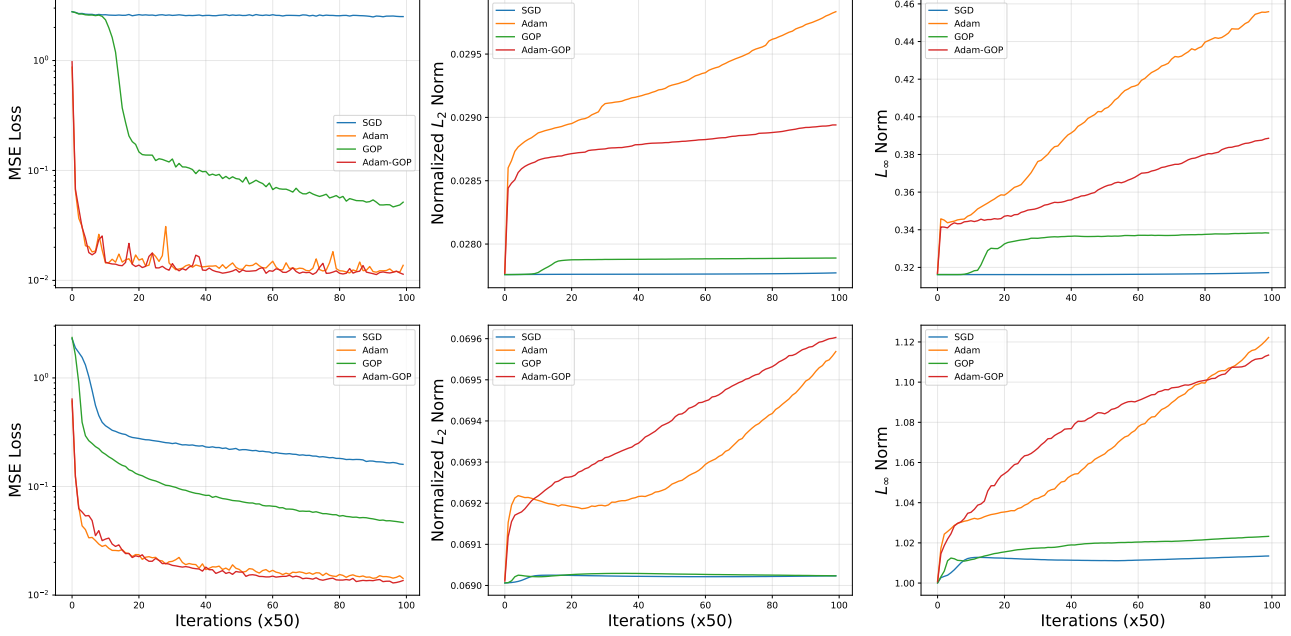 MSE Loss
10⁰
10⁻¹
10⁻²
0 20 40 60 80 100
SGD
Adam
GOP
Adam-GOP
Normalized L₂ Norm
0.0295
0.0290
0.0285
0.0280
0 20 40 60 80 100
SGD
Adam
GOP
Adam-GOP
L∞ Norm
0.46
0.44
0.42
0.40
0.38
0.36
0.34
0.32
0 20 40 60 80 100
SGD
Adam
GOP
Adam-GOP
MSE Loss
10⁰
10⁻¹
10⁻²
0 20 40 60 80 100
Iterations (x50)
SGD
Adam
GOP
Adam-GOP
Normalized L₂ Norm
0.0696
0.0695
0.0694
0.0693
0.0692
0.0691
0.0690
0 20 40 60 80 100
Iterations (x50)
SGD
Adam
GOP
Adam-GOP
L∞ Norm
1.12
1.10
1.08
1.06
1.04
1.02
1.00
0 20 40 60 80 100
Iterations (x50)
SGD
Adam
GOP
Adam-GOP